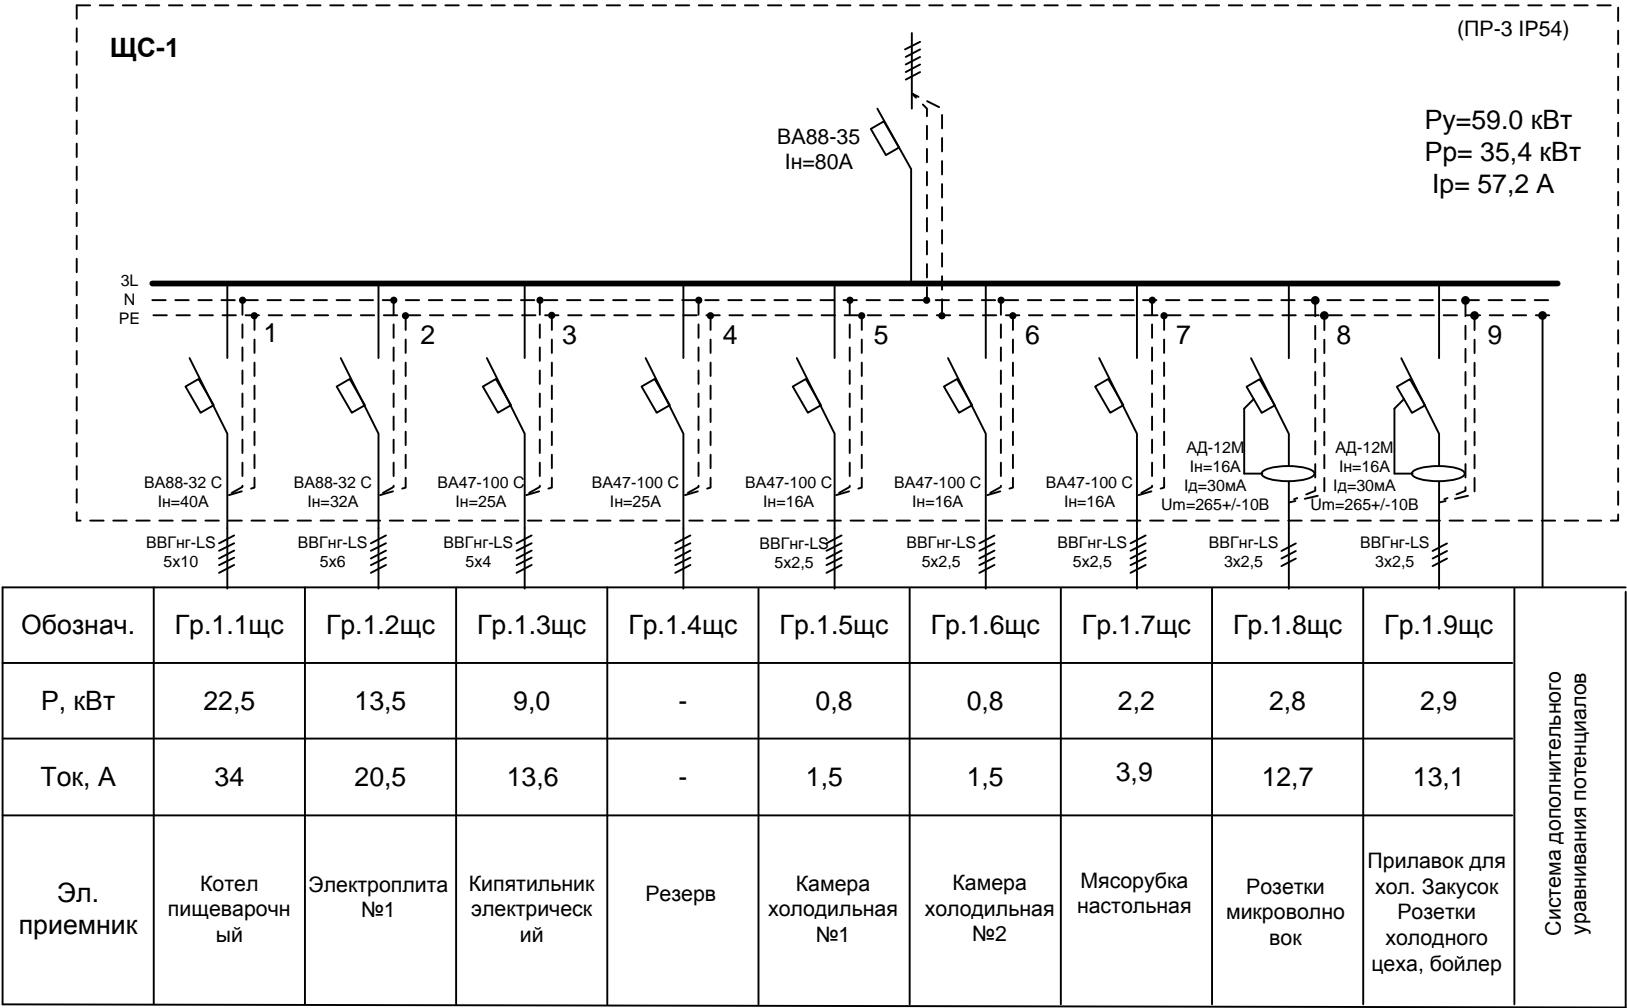 ЩС-1
(ПР-3 IP54)
ВА88-35
Iн=80А
Ру=59.0 кВт
Рр= 35,4 кВт
Iр= 57,2 А
3L
N
PE
1
2
3
4
5
6
7
8
9
ВА88-32 С
Iн=40А
ВА88-32 С
Iн=32А
ВА47-100 С
Iн=25А
ВА47-100 С
Iн=25А
ВА47-100 С
Iн=16А
ВА47-100 С
Iн=16А
ВА47-100 С
Iн=16А
АД-12М
Iн=16А
Iд=30мА
Um=265+/-10В
АД-12М
Iн=16А
Iд=30мА
Um=265+/-10В
ВВГнг-LS
5х10
ВВГнг-LS
5х6
ВВГнг-LS
5х4
ВВГнг-LS
5х2,5
ВВГнг-LS
5х2,5
ВВГнг-LS
5х2,5
ВВГнг-LS
3х2,5
ВВГнг-LS
3х2,5
Обознач. Гр.1.1щс Гр.1.2щс Гр.1.3щс Гр.1.4щс Гр.1.5щс Гр.1.6щс Гр.1.7щс Гр.1.8щс Гр.1.9щс
Р, кВт 22,5 13,5 9,0 - 0,8 0,8 2,2 2,8 2,9
Ток, А 34 20,5 13,6 - 1,5 1,5 3,9 12,7 13,1
Эл.
приемник
Котел
пищеварочн
ый
Электроплита
№1
Кипятильник
электрическ
ий
Резерв
Камера
холодильная
№1
Камера
холодильная
№2
Мясорубка
настольная
Розетки
микроволно
вок
Прилавок для
хол. Закусок
Розетки
холодного
цеха, бойлер
Система дополнительного
уравнивания потенциалов